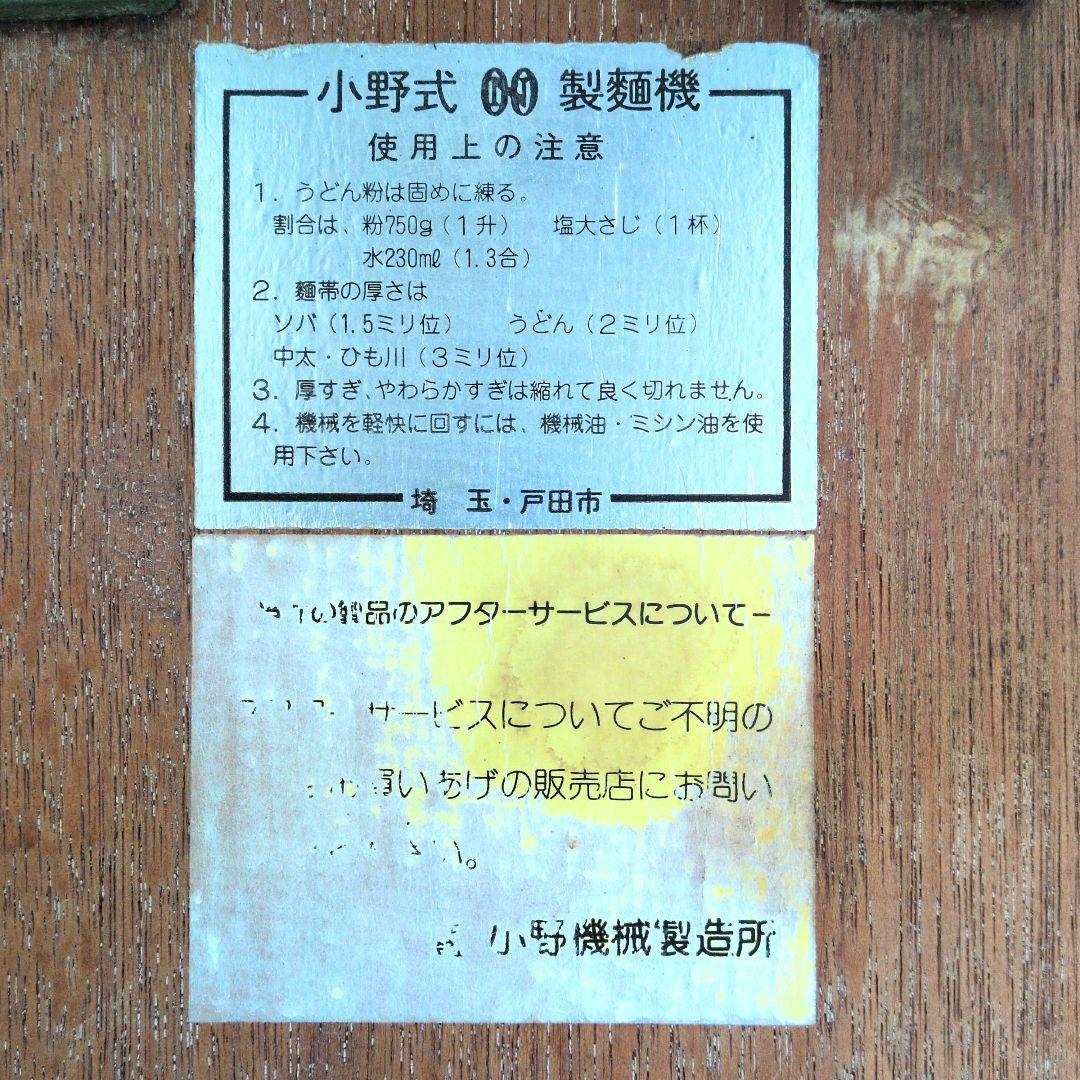 小野式 製麵機
使用上の注意
1. うどん粉は固めに練る。
割合は、粉750g(1升) 塩大さじ(1杯)
水230mℓ(1.3合)
2. 麵帯の厚さは
ソバ(1.5ミリ位) うどん(2ミリ位)
中太・ひも川(3ミリ位)
3. 厚すぎ、やわらかすぎは縮れて良く切れません。
4. 機械を軽快に回すには、機械油・ミシン油を使
用下さい。
埼 玉・戸田市
の製品のアフターサービスについてー
サービスについてご不明の
買いあげの販売店にお問い
さい。
小野機械製造所